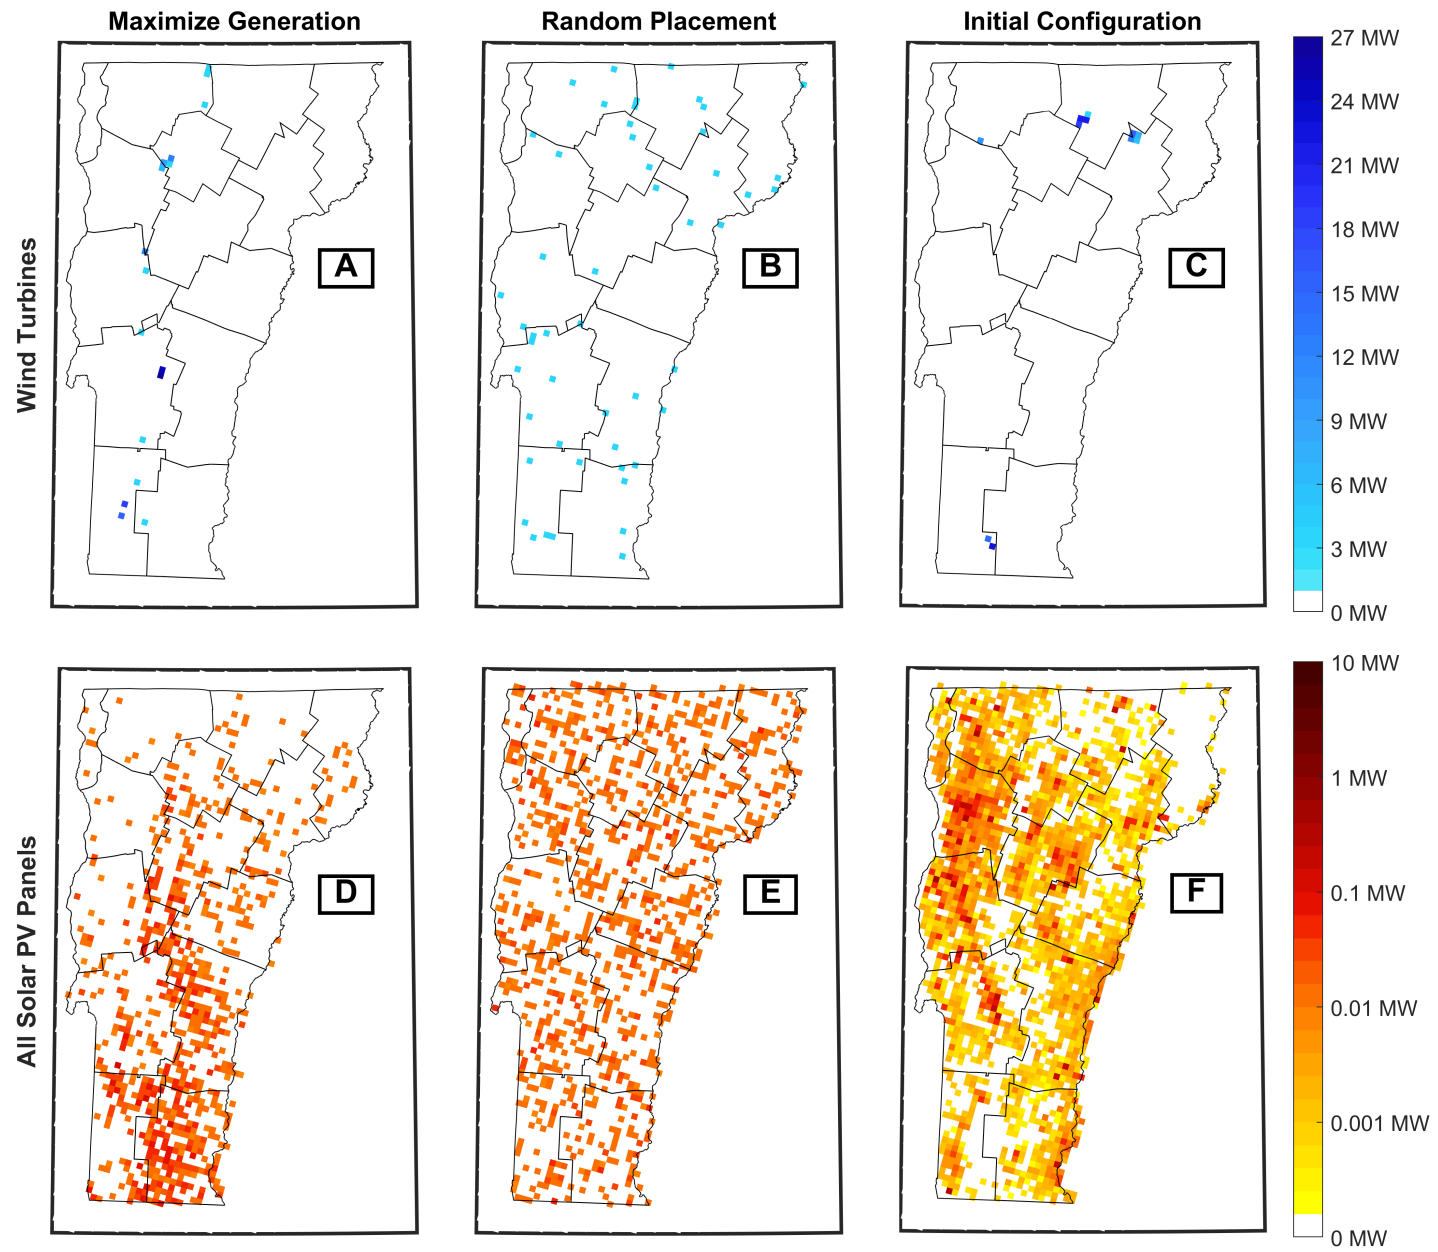 Maximize Generation
Random Placement
Initial Configuration
Wind Turbines
A
B
C
27 MW
24 MW
21 MW
18 MW
15 MW
12 MW
9 MW
6 MW
3 MW
0 MW
All Solar PV Panels
D
E
F
10 MW
1 MW
0.1 MW
0.01 MW
0.001 MW
0 MW